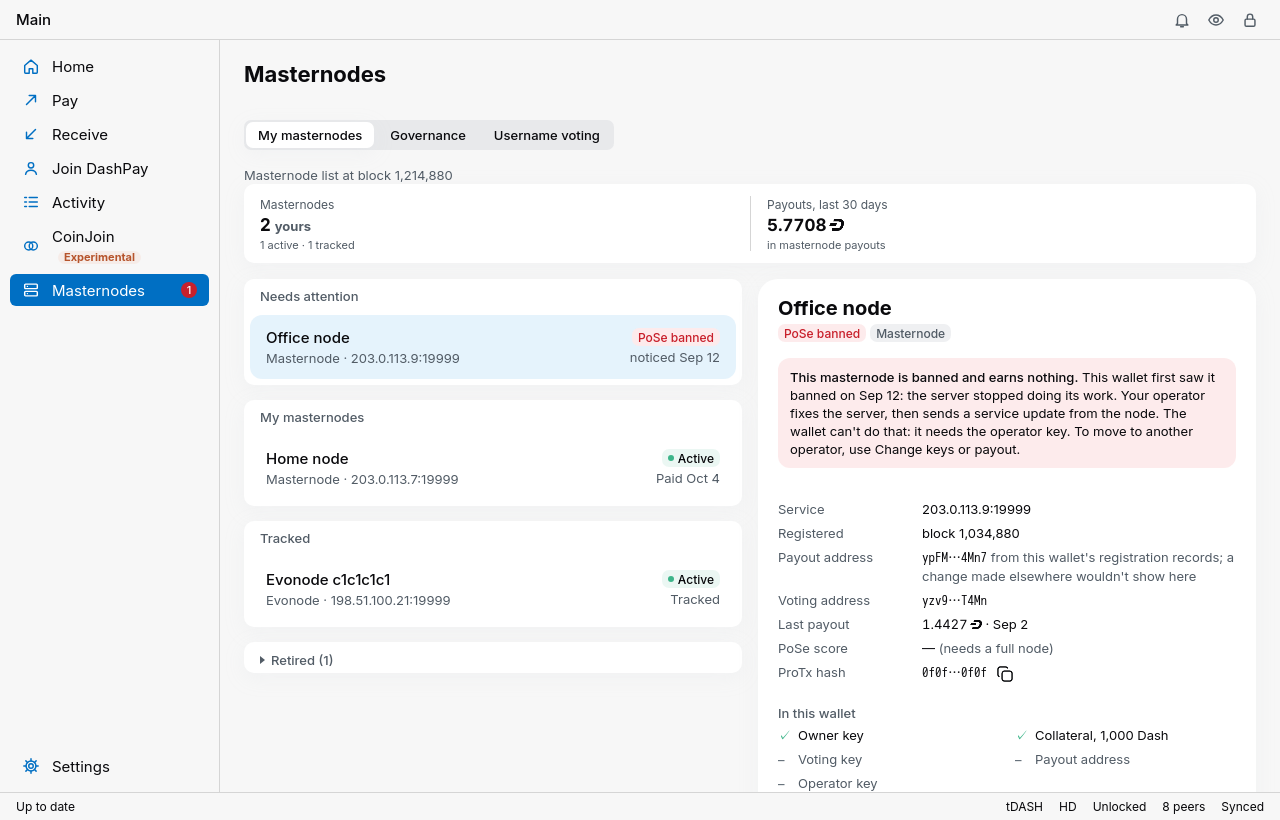 Main
Home
Pay
Receive
Join DashPay
Activity
CoinJoin
Experimental
Masternodes 1
Settings
Masternodes
My masternodes Governance Username voting
Masternode list at block 1,214,880
Masternodes
2 yours
1 active · 1 tracked
Payouts, last 30 days
5.7708
in masternode payouts
Needs attention
Office node PoSe banned
Masternode · 203.0.113.9:19999 noticed Sep 12
My masternodes
Home node Active
Masternode · 203.0.113.7:19999 Paid Oct 4
Tracked
Evonode c1c1c1c1 Active
Evonode · 198.51.100.21:19999 Tracked
Retired (1)
Office node
PoSe banned Masternode
This masternode is banned and earns nothing. This wallet first saw it
banned on Sep 12: the server stopped doing its work. Your operator
fixes the server, then sends a service update from the node. The
wallet can't do that: it needs the operator key. To move to another
operator, use Change keys or payout.
Service 203.0.113.9:19999
Registered block 1,034,880
Payout address ypFM···4Mn7 from this wallet's registration records; a
change made elsewhere wouldn't show here
Voting address yzv9···T4Mn
Last payout 1.4427 · Sep 2
PoSe score — (needs a full node)
ProTx hash 0f0f···0f0f
In this wallet
✓ Owner key ✓ Collateral, 1,000 Dash
– Voting key – Payout address
– Operator key
Up to date tDASH HD Unlocked 8 peers Synced